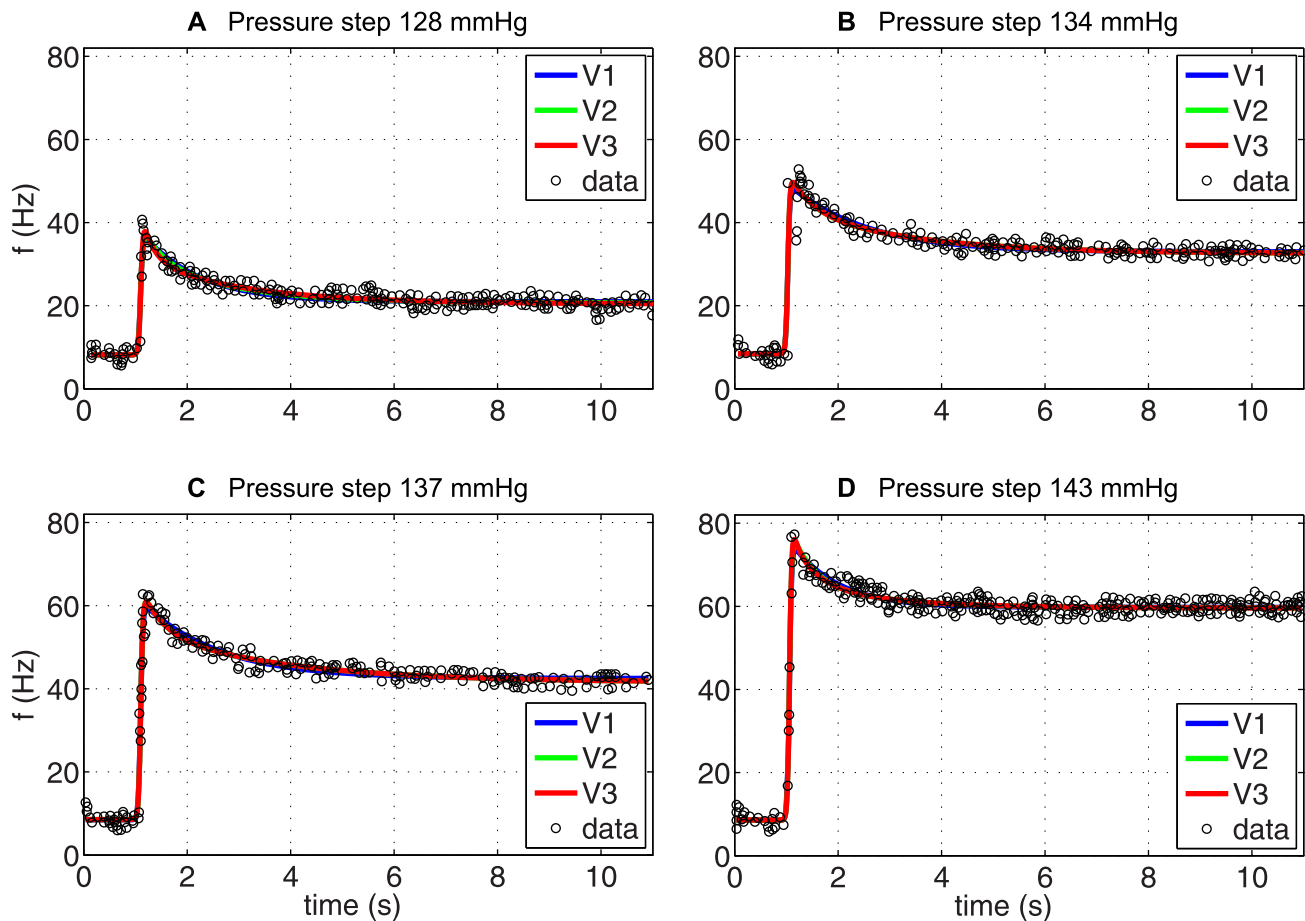 A Pressure step 128 mmHg
80
60
40
20
0
f (Hz)
0 2 4 6 8 10
V1
V2
V3
data
B Pressure step 134 mmHg
80
60
40
20
0
0 2 4 6 8 10
V1
V2
V3
data
C Pressure step 137 mmHg
80
60
40
20
0
f (Hz)
0 2 4 6 8 10
time (s)
V1
V2
V3
data
D Pressure step 143 mmHg
80
60
40
20
0
0 2 4 6 8 10
time (s)
V1
V2
V3
data